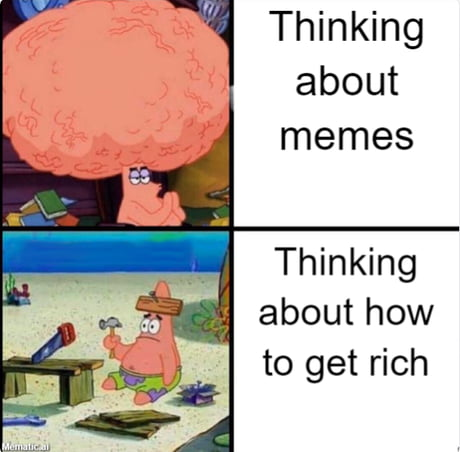 Thinking
about
memes
Thinking
about how
to get rich
Mematic.ai